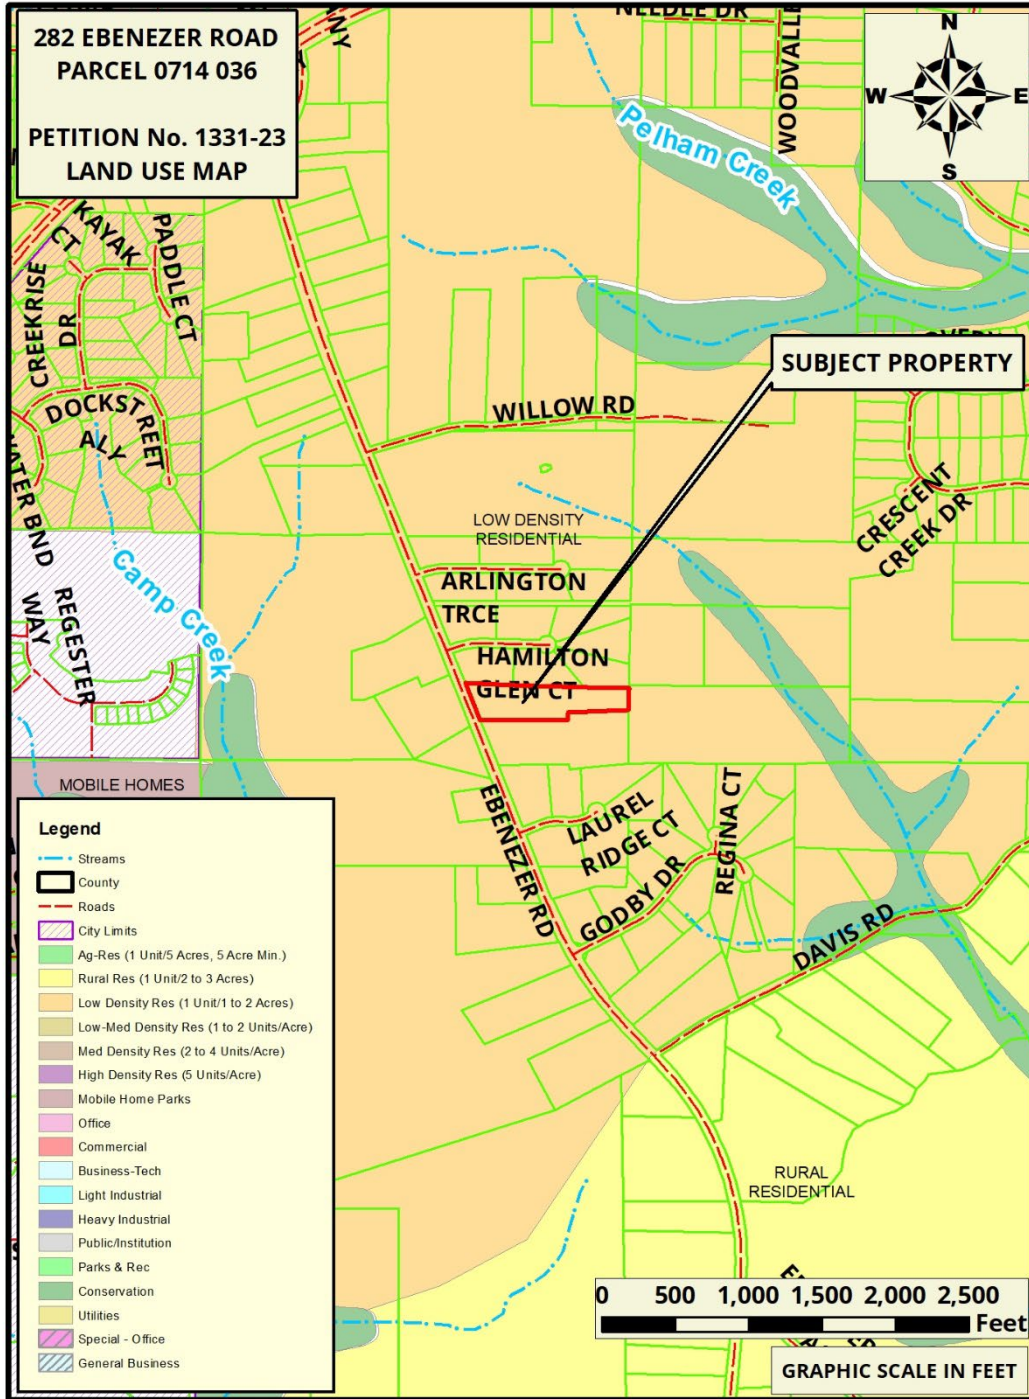 282 EBENEZER ROAD
PARCEL 0714 036
PETITION No. 1331-23
LAND USE MAP
NEEDLE DR
WOODVALLE
N
W E
S
Pelham Creek
KAYAK
CT
PADDLE CT
CREEKRISE
DR
DOCKSTREET
ALY
WATER BND
SUBJECT PROPERTY
WILLOW RD
CRESCENT
CREEK DR
LOW DENSITY
RESIDENTIAL
ARLINGTON
TRCE
Camp Creek
REGESTER
WAY
HAMILTON
GLEN CT
MOBILE HOMES
EBENEZER RD
LAUREL
RIDGE CT
REGINA CT
GODBY DR
DAVIS RD
RURAL
RESIDENTIAL
Legend
Streams
County
Roads
City Limits
Ag-Res (1 Unit/5 Acres, 5 Acre Min.)
Rural Res (1 Unit/2 to 3 Acres)
Low Density Res (1 Unit/1 to 2 Acres)
Low-Med Density Res (1 to 2 Units/Acre)
Med Density Res (2 to 4 Units/Acre)
High Density Res (5 Units/Acre)
Mobile Home Parks
Office
Commercial
Business-Tech
Light Industrial
Heavy Industrial
Public/Institution
Parks & Rec
Conservation
Utilities
Special - Office
General Business
0 500 1,000 1,500 2,000 2,500
Feet
GRAPHIC SCALE IN FEET